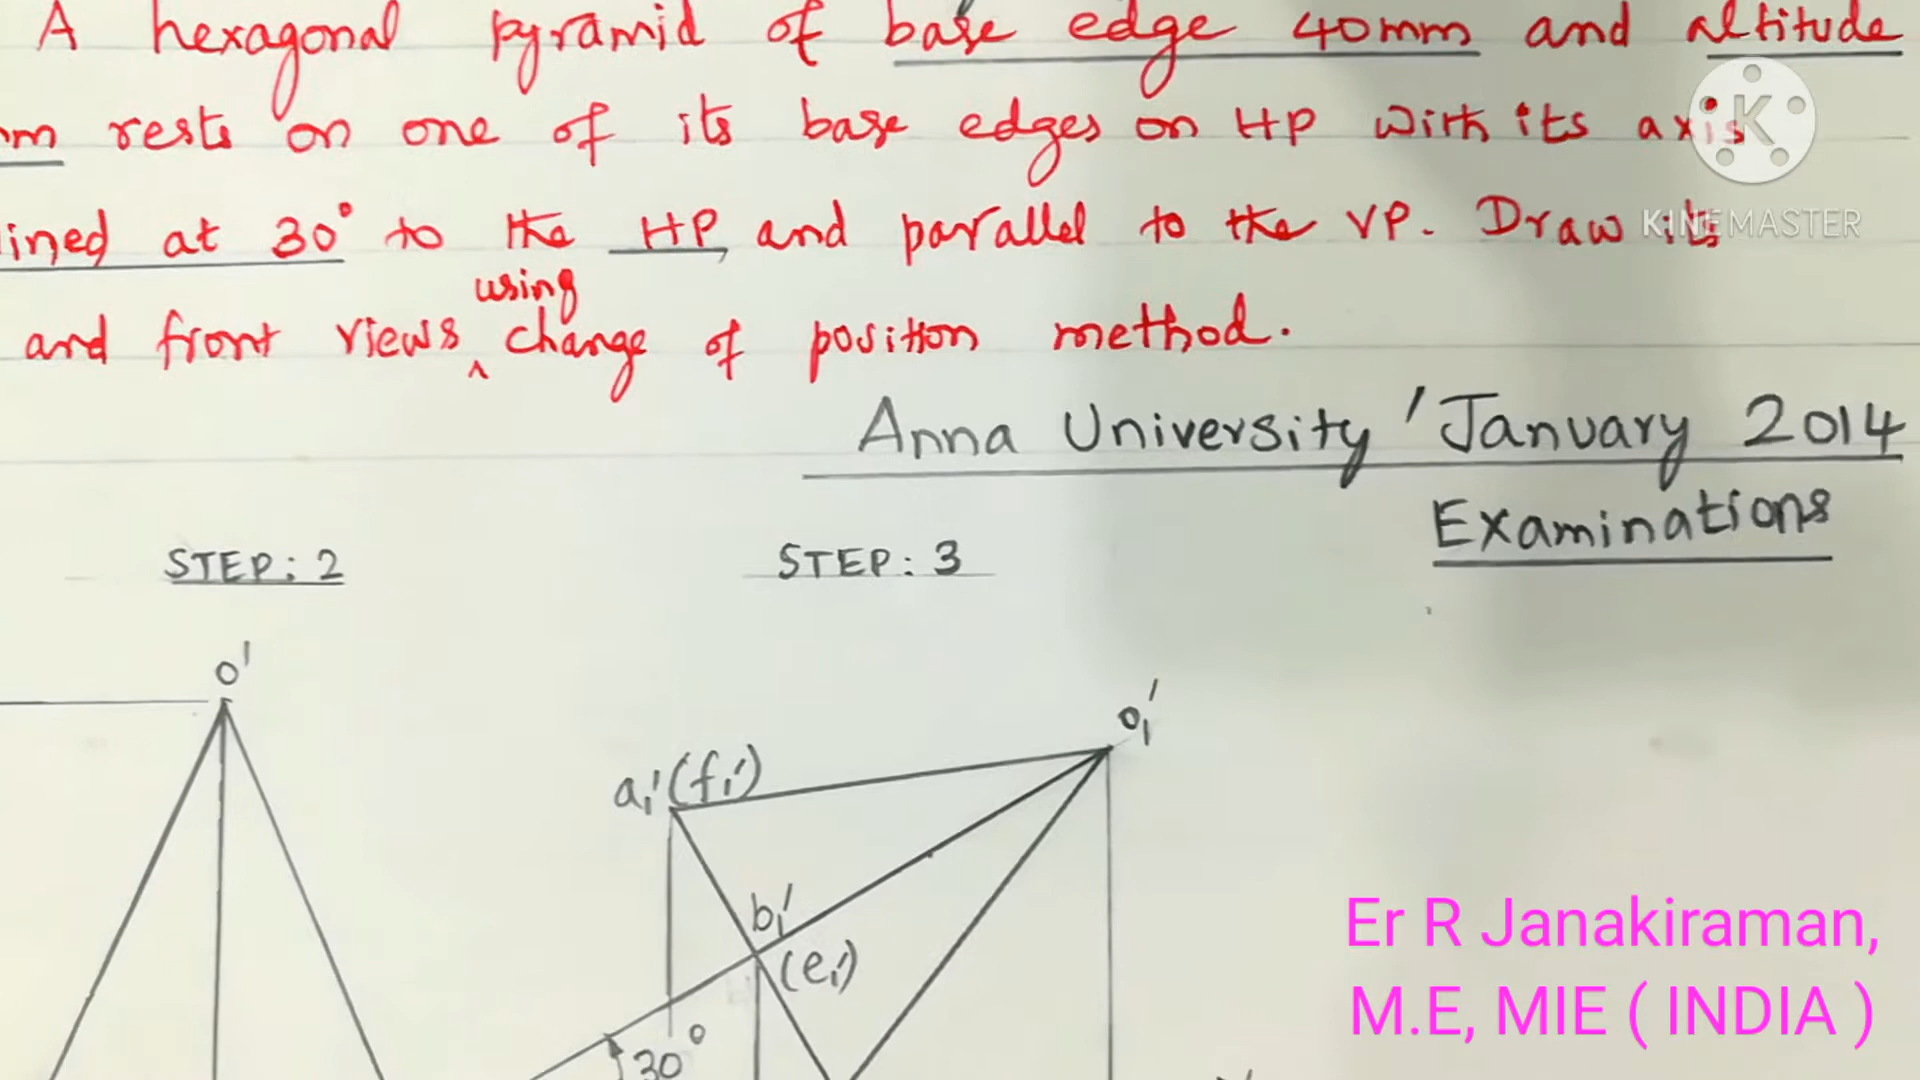 A hexagonal pyramid of base edge 40mm and altitude
mm rests on one of its base edges on HP with its axis
ined at 30° to the HP, and parallel to the VP. Draw its
using
and front views ^ change of position method.
K
KINEMASTER
Anna University 'January 2014
Examinations
STEP: 2
STEP: 3
o'
o₁'
a₁'(f₁')
b₁'
(e₁')
30°
Er R Janakiraman,
M.E, MIE ( INDIA )